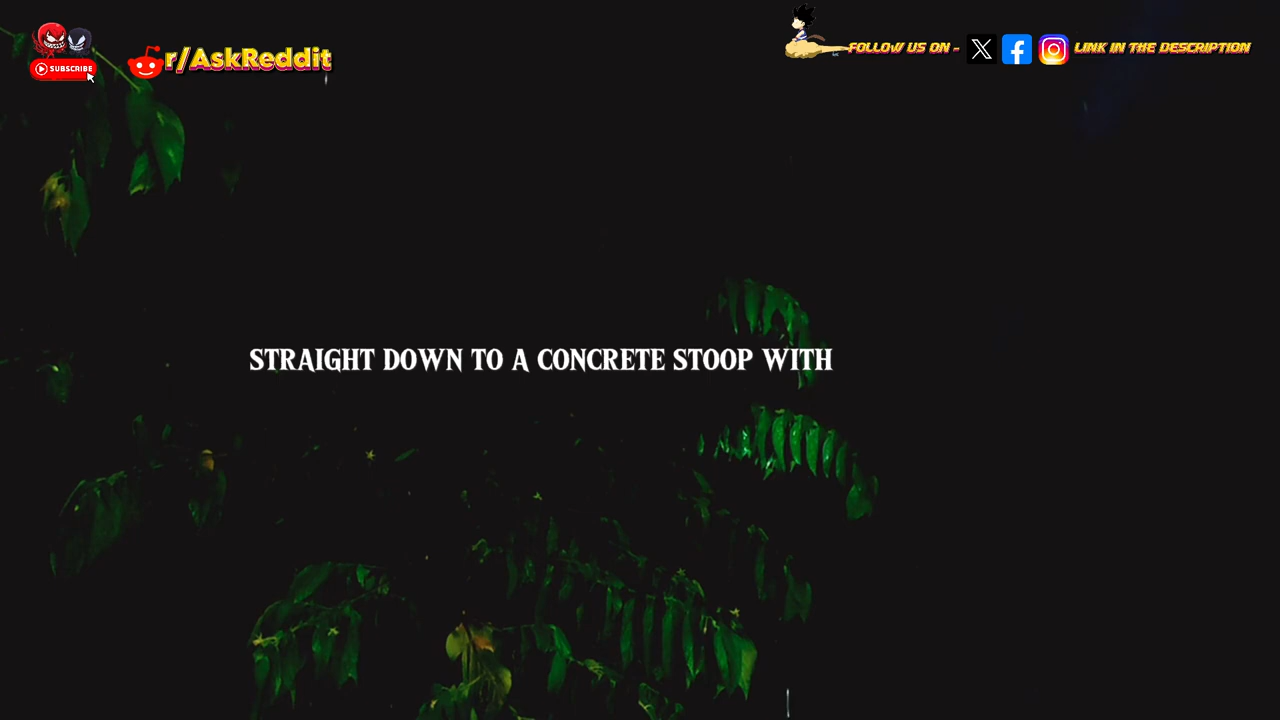 SUBSCRIBE
r/AskReddit
FOLLOW US ON -
LINK IN THE DESCRIPTION
STRAIGHT DOWN TO A CONCRETE STOOP WITH